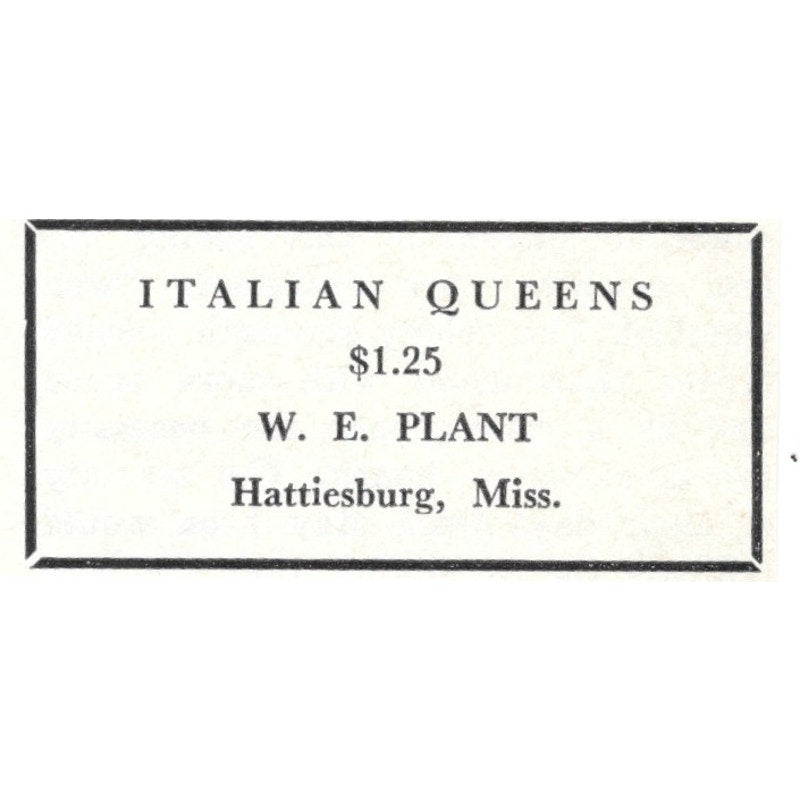 ITALIAN QUEENS
$1.25
W. E. PLANT
Hattiesburg, Miss.